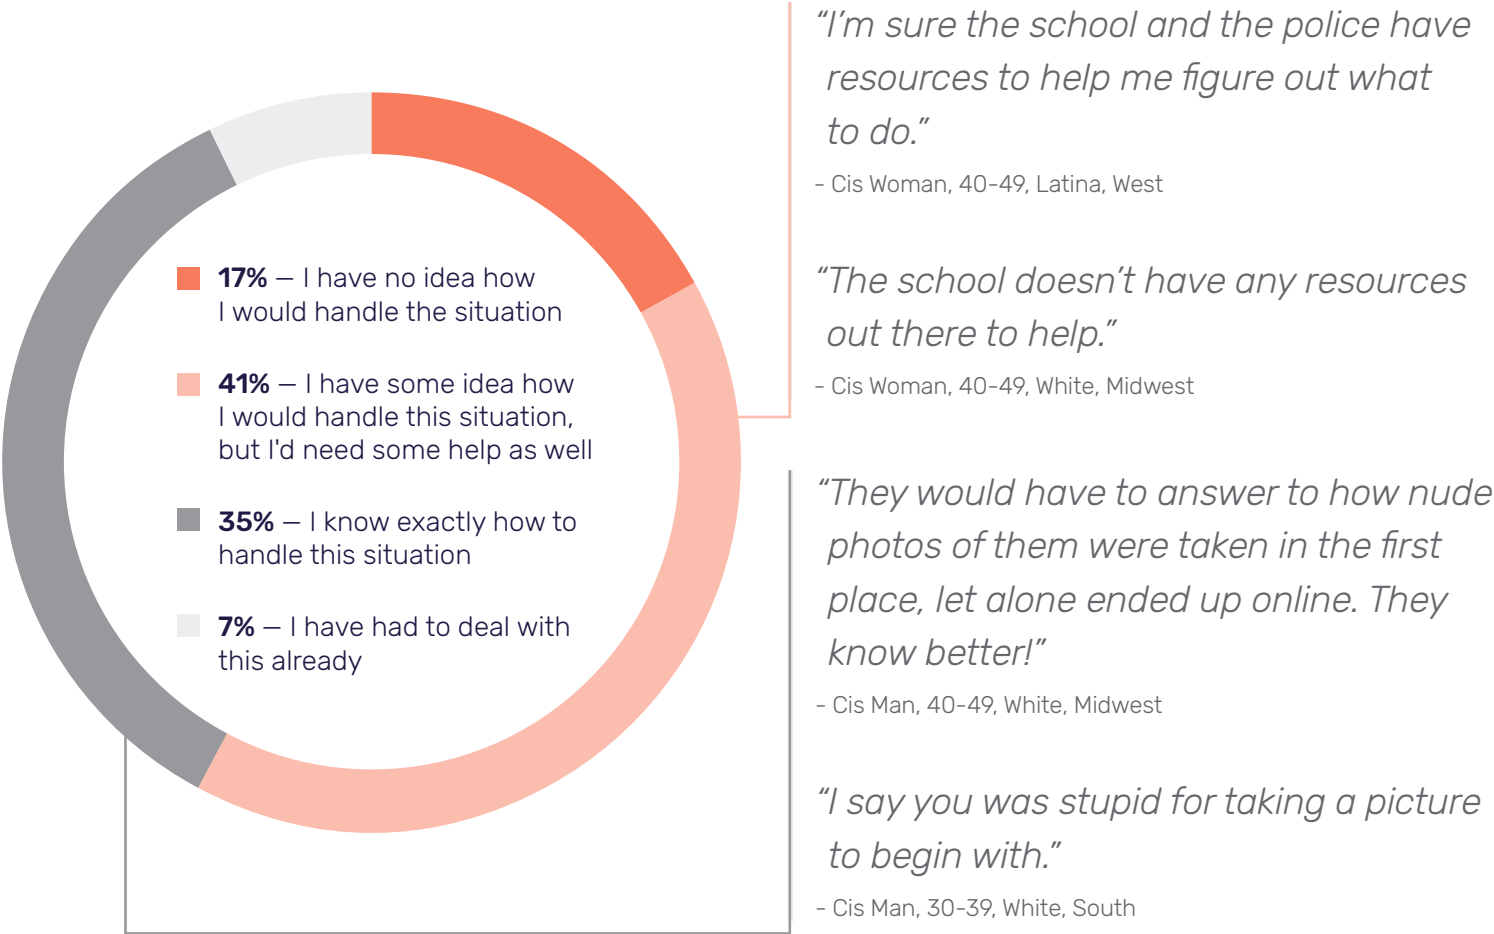 17% — I have no idea how
I would handle the situation
41% — I have some idea how
I would handle this situation,
but I'd need some help as well
35% — I know exactly how to
handle this situation
7% — I have had to deal with
this already
“I’m sure the school and the police have
resources to help me figure out what
to do.”
- Cis Woman, 40-49, Latina, West
“The school doesn’t have any resources
out there to help.”
- Cis Woman, 40-49, White, Midwest
“They would have to answer to how nude
photos of them were taken in the first
place, let alone ended up online. They
know better!”
- Cis Man, 40-49, White, Midwest
“I say you was stupid for taking a picture
to begin with.”
- Cis Man, 30-39, White, South